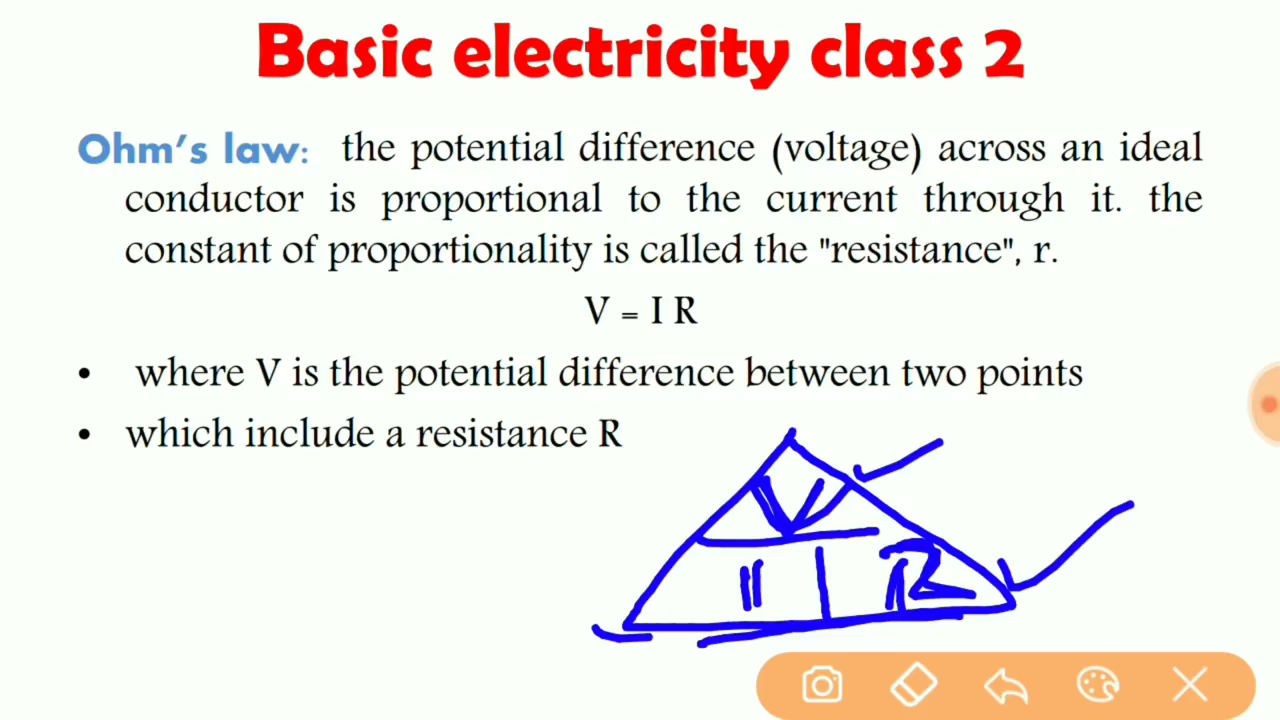 Basic electricity class 2
Ohm's law: the potential difference (voltage) across an ideal
conductor is proportional to the current through it. the
constant of proportionality is called the "resistance", r.
V = I R
• where V is the potential difference between two points
• which include a resistance R
V
I R